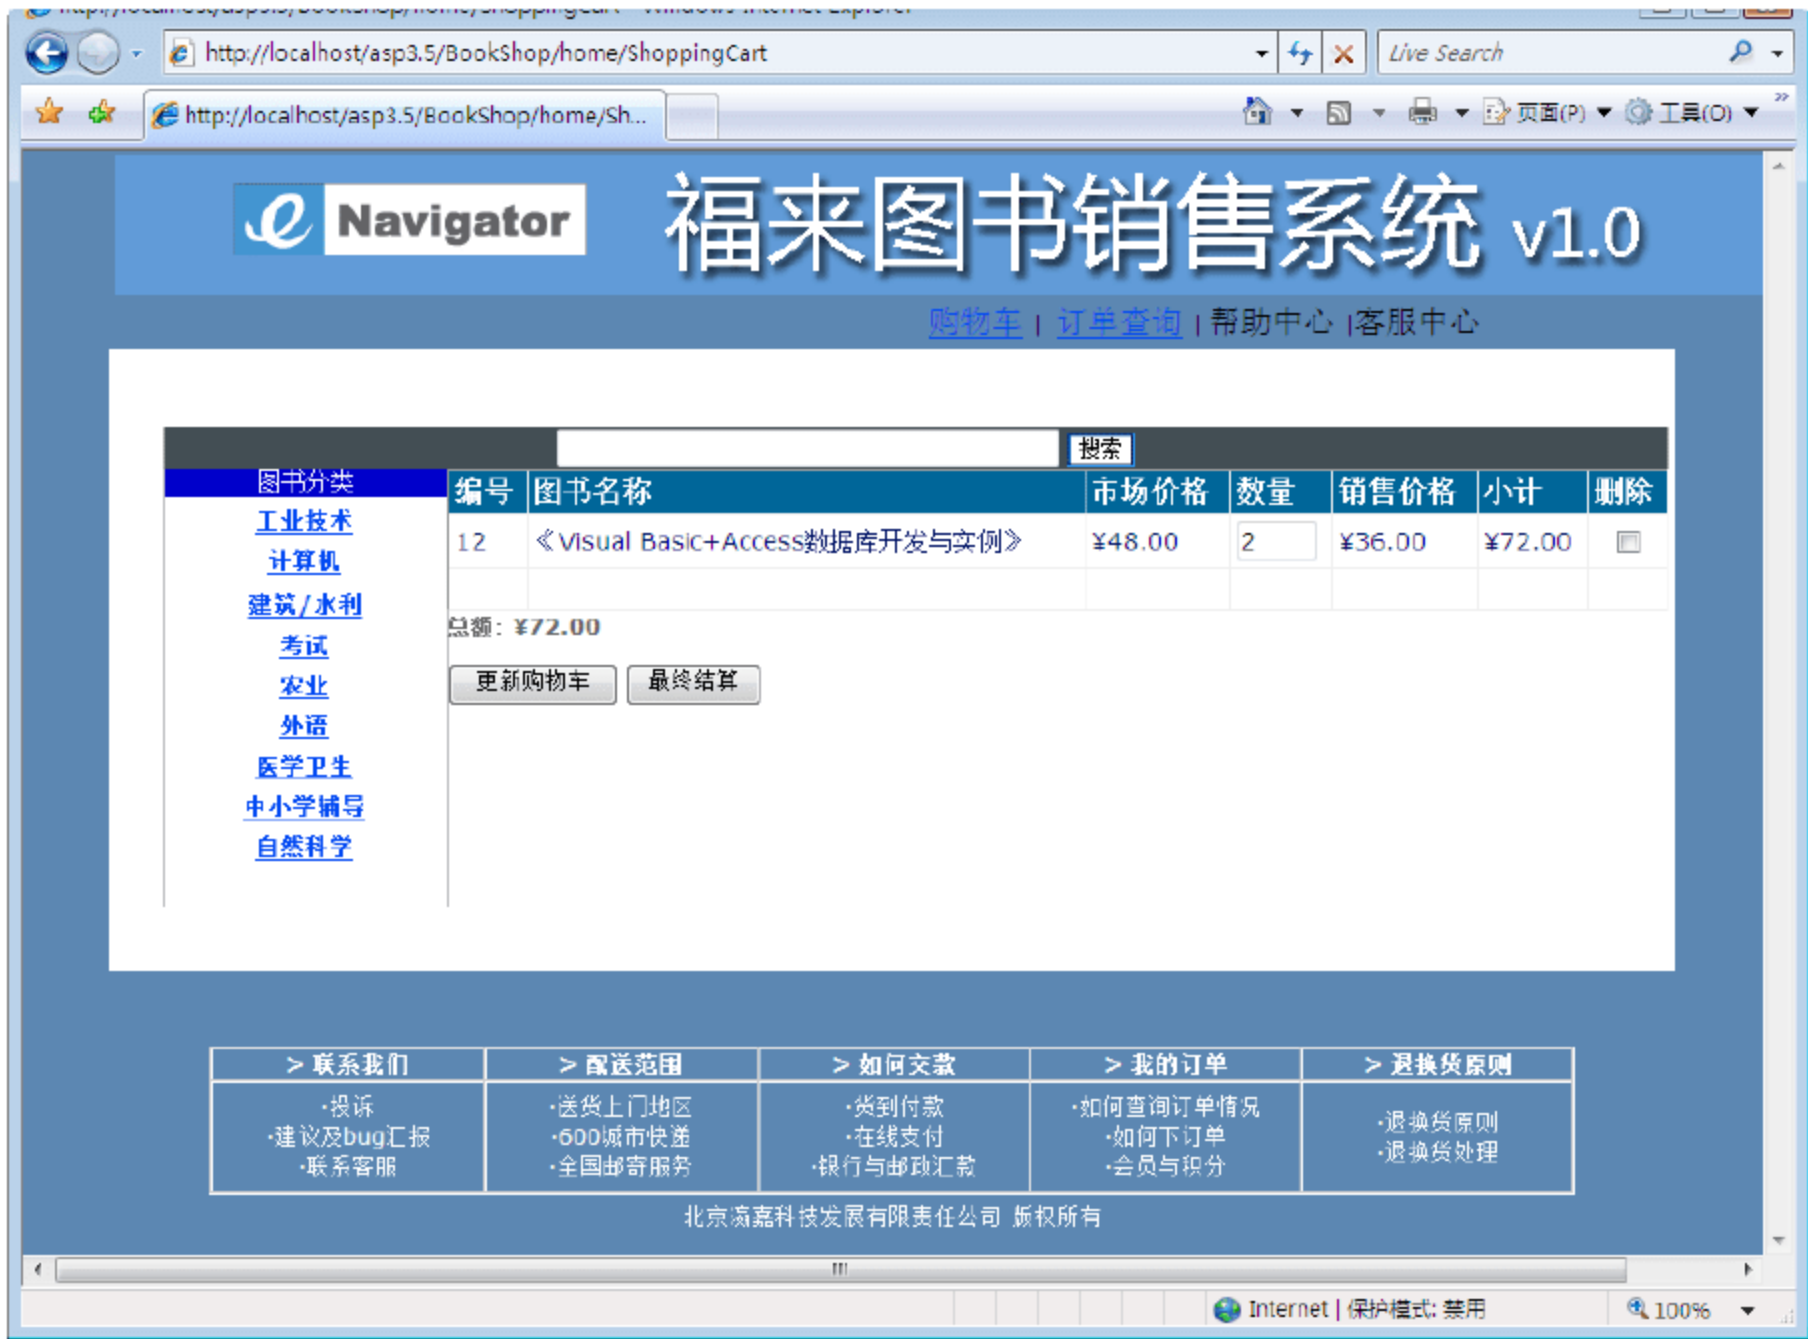 http://localhost/asp3.5/BookShop/home/ShoppingCart - Windows Internet Explorer
http://localhost/asp3.5/BookShop/home/ShoppingCart
Live Search
http://localhost/asp3.5/BookShop/home/Sh...
页面(P)
工具(O)
e Navigator
福来图书销售系统 v1.0
购物车 | 订单查询 | 帮助中心 |客服中心
搜索
图书分类
工业技术
计算机
建筑/水利
考试
农业
外语
医学卫生
中小学辅导
自然科学
编号 图书名称 市场价格 数量 销售价格 小计 删除
12 《Visual Basic+Access数据库开发与实例》 ¥48.00 2 ¥36.00 ¥72.00
总额: ¥72.00
更新购物车 最终结算
> 联系我们
·投诉
·建议及bug汇报
·联系客服
> 配送范围
·送货上门地区
·600城市快递
·全国邮寄服务
> 如何交款
·货到付款
·在线支付
·银行与邮政汇款
> 我的订单
·如何查询订单情况
·如何下订单
·会员与积分
> 退换货原则
·退换货原则
·退换货处理
北京漪嘉科技发展有限责任公司 版权所有
Internet | 保护模式: 禁用
100%